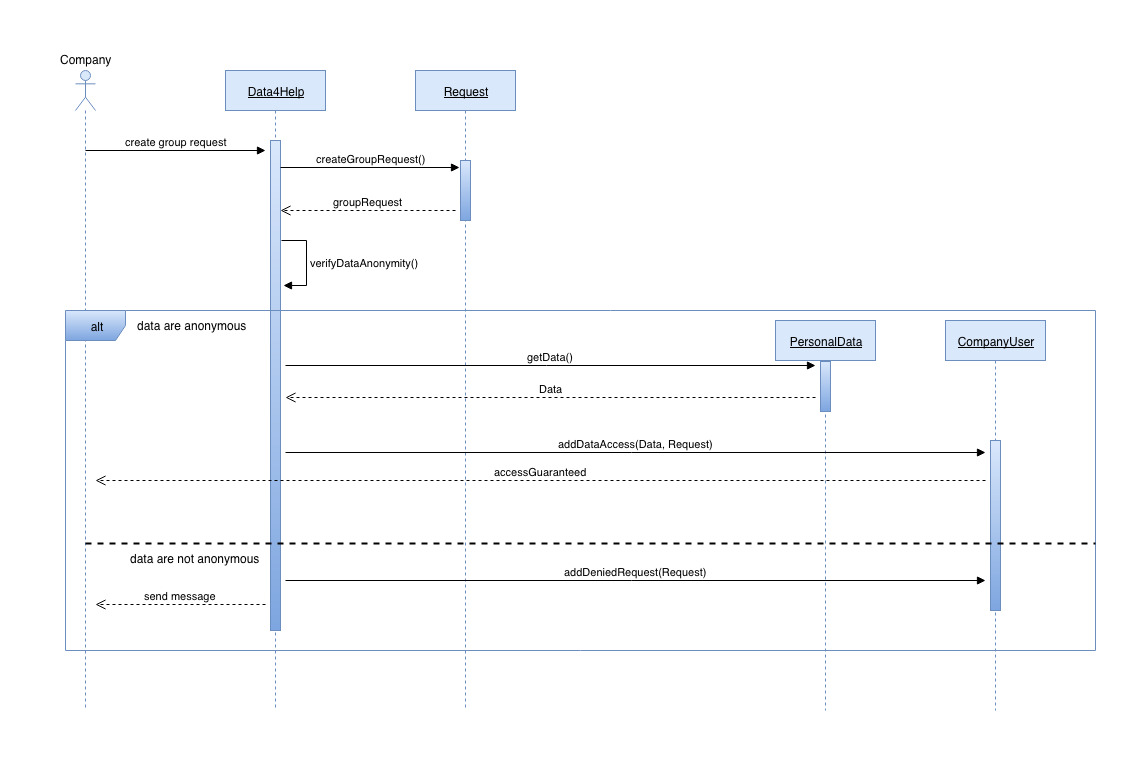 Company
Data4Help
Request
create group request
createGroupRequest()
groupRequest
verifyDataAnonymity()
alt
data are anonymous
PersonalData
CompanyUser
getData()
Data
addDataAccess(Data, Request)
accessGuaranteed
data are not anonymous
addDeniedRequest(Request)
send message